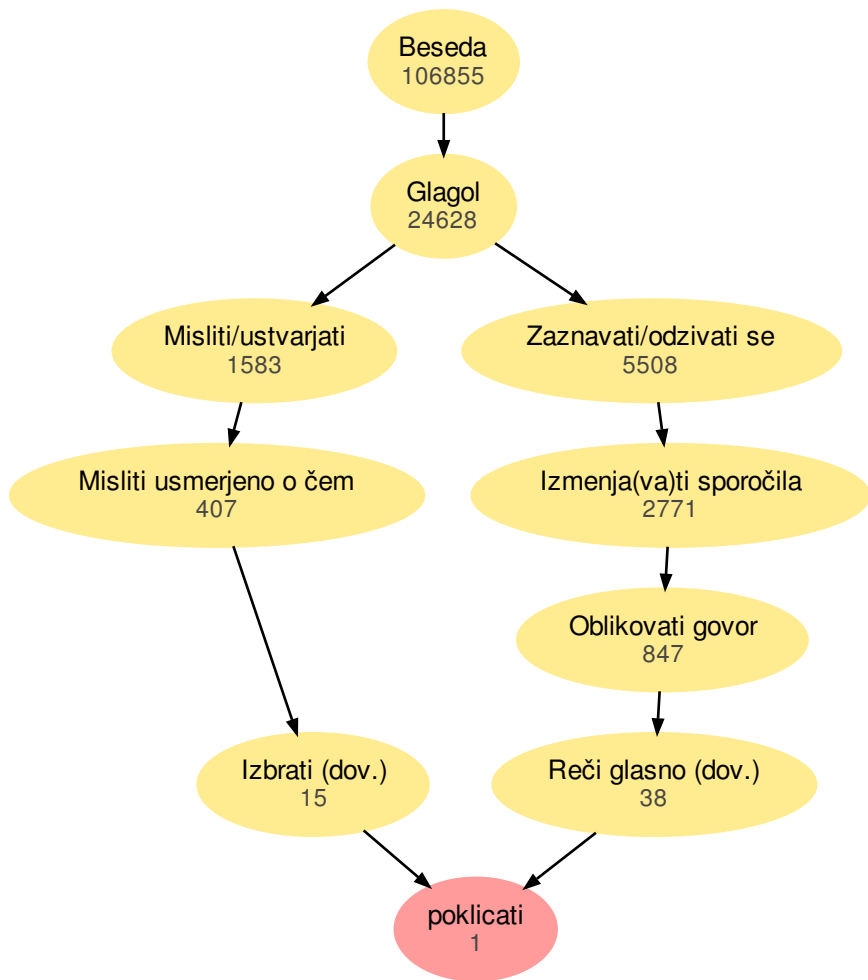 Beseda
106855
Glagol
24628
Misliti/ustvarjati
1583
Zaznavati/odzivati se
5508
Misliti usmerjeno o čem
407
Izmenja(va)ti sporočila
2771
Oblikovati govor
847
Izbrati (dov.)
15
Reči glasno (dov.)
38
poklicati
1